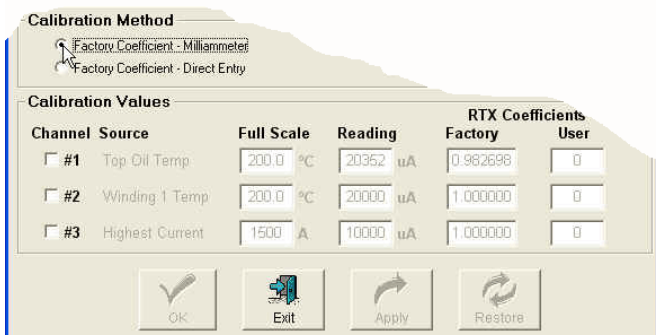 Calibration Method
Factory Coefficient - Milliammeter
Factory Coefficient - Direct Entry
Calibration Values
RTX Coefficients
Channel Source Full Scale Reading Factory User
#1 Top Oil Temp 200.0 °C 20352 uA 0.982698 0
#2 Winding 1 Temp 200.0 °C 20000 uA 1.000000 0
#3 Highest Current 1500 A 10000 uA 1.000000 0
OK Exit Apply Restore